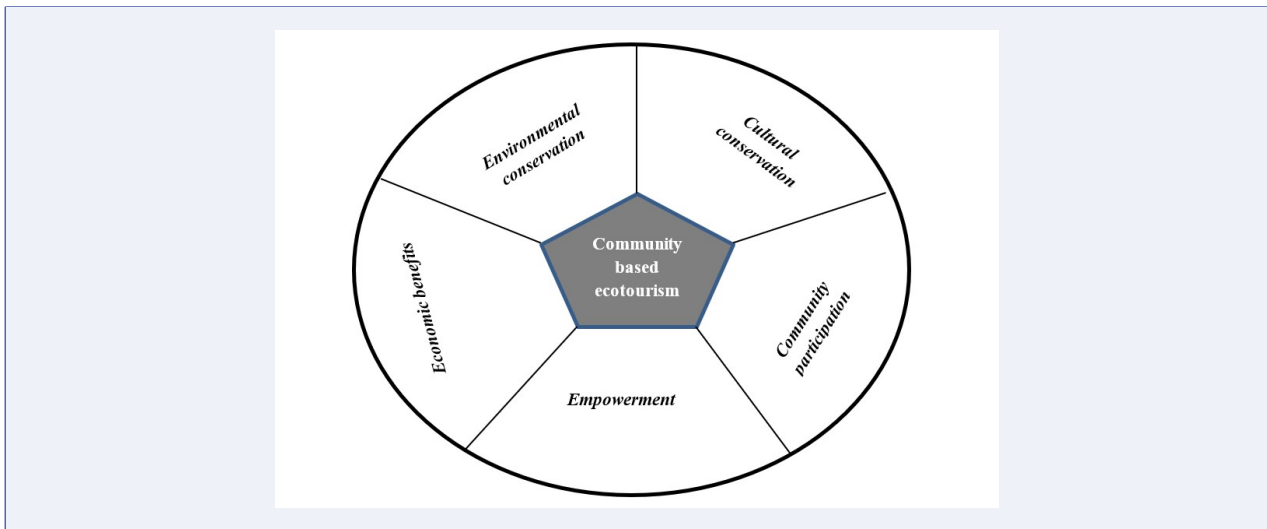 Environmental
conservation
Cultural
conservation
Community
based
ecotourism
Economic benefits
Community
participation
Empowerment